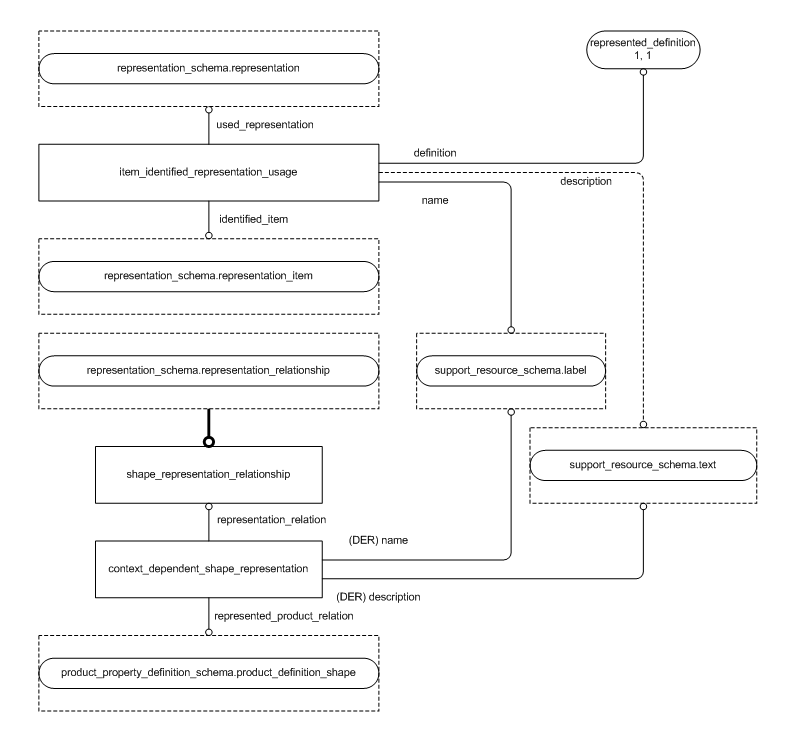 represented_definition
1, 1
representation_schema.representation
used_representation
definition
item_identified_representation_usage
description
name
identified_item
representation_schema.representation_item
representation_schema.representation_relationship
support_resource_schema.label
shape_representation_relationship
support_resource_schema.text
representation_relation
(DER) name
context_dependent_shape_representation
(DER) description
represented_product_relation
product_property_definition_schema.product_definition_shape